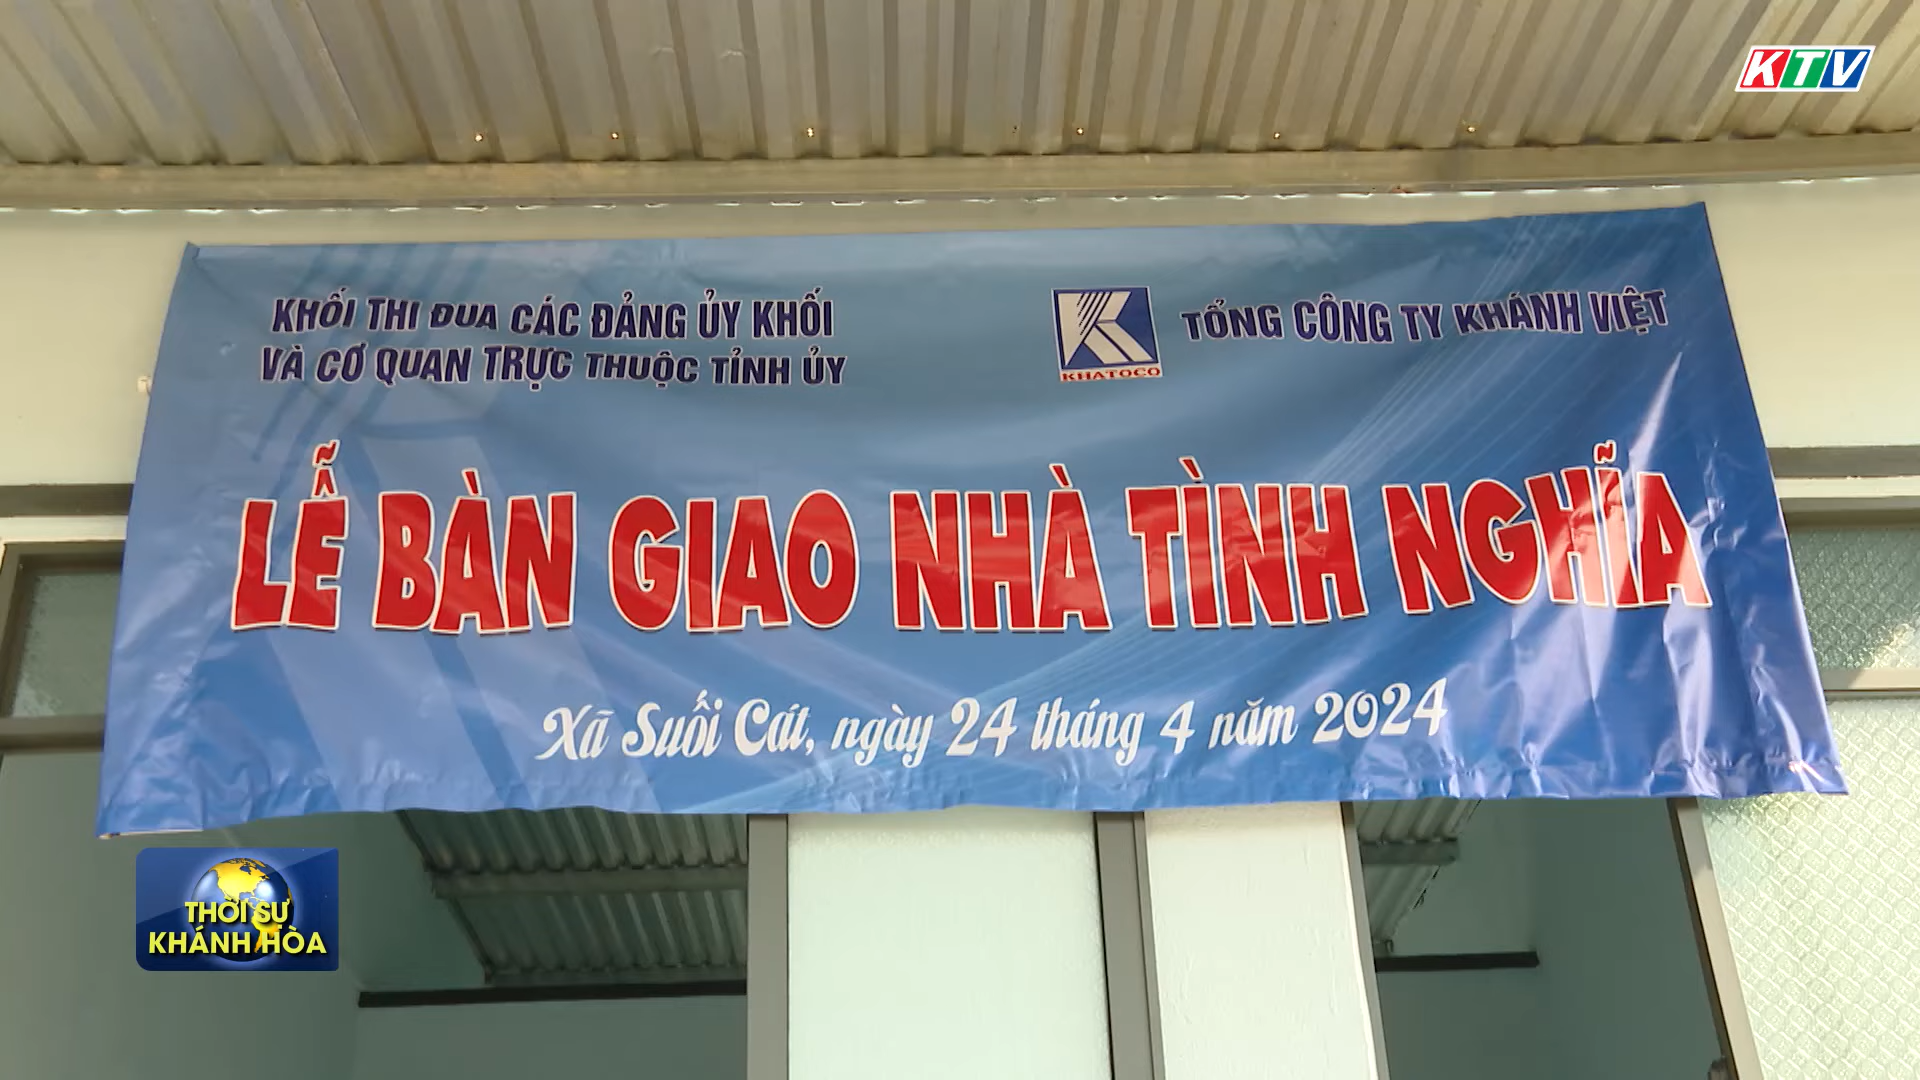 KTV
KHỐI THI ĐUA CÁC ĐẢNG ỦY KHỐI
VÀ CƠ QUAN TRỰC THUỘC TỈNH ỦY
KHATOCO
TỔNG CÔNG TY KHÁNH VIỆT
LỄ BÀN GIAO NHÀ TÌNH NGHĨA
Xã Suối Cát, ngày 24 tháng 4 năm 2024
THỜI SỰ
KHÁNH HÒA